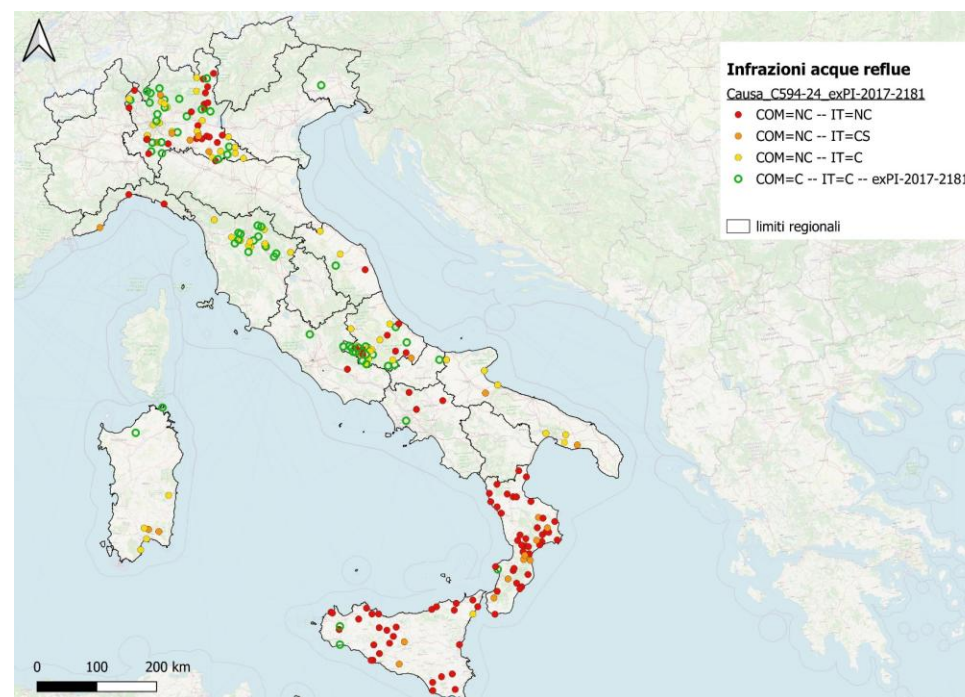 Infrazioni acque reflue
Causa_C594-24_exPI-2017-2181
COM=NC -- IT=NC
COM=NC -- IT=CS
COM=NC -- IT=C
COM=C -- IT=C -- exPI-2017-2181
limiti regionali
0 100 200 km